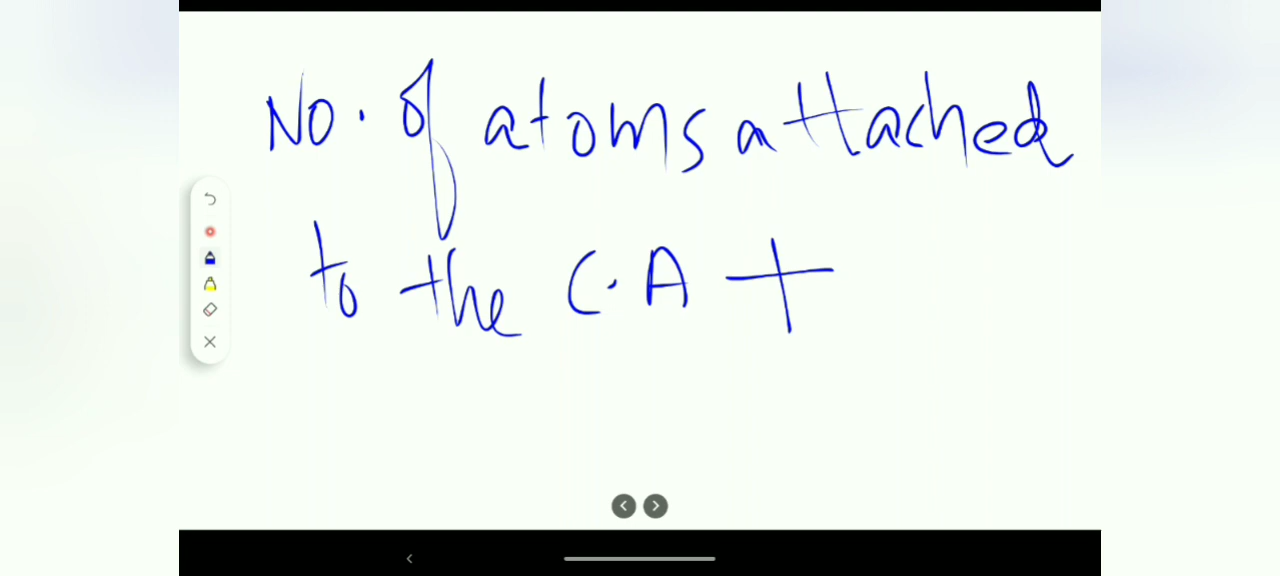 No. of atoms attached
to the C.A +